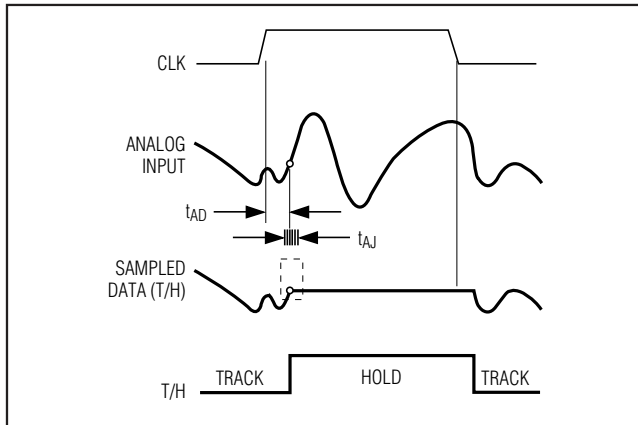 CLK
ANALOG
INPUT
tAD
tAJ
SAMPLED
DATA (T/H)
TRACK
HOLD
TRACK
T/H